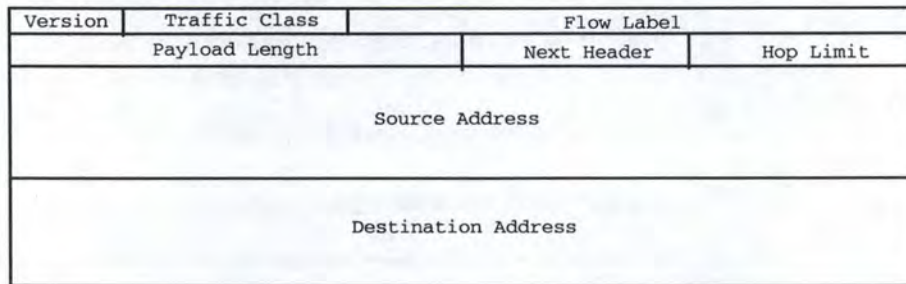 Version Traffic Class Flow Label
Payload Length Next Header Hop Limit
Source Address
Destination Address